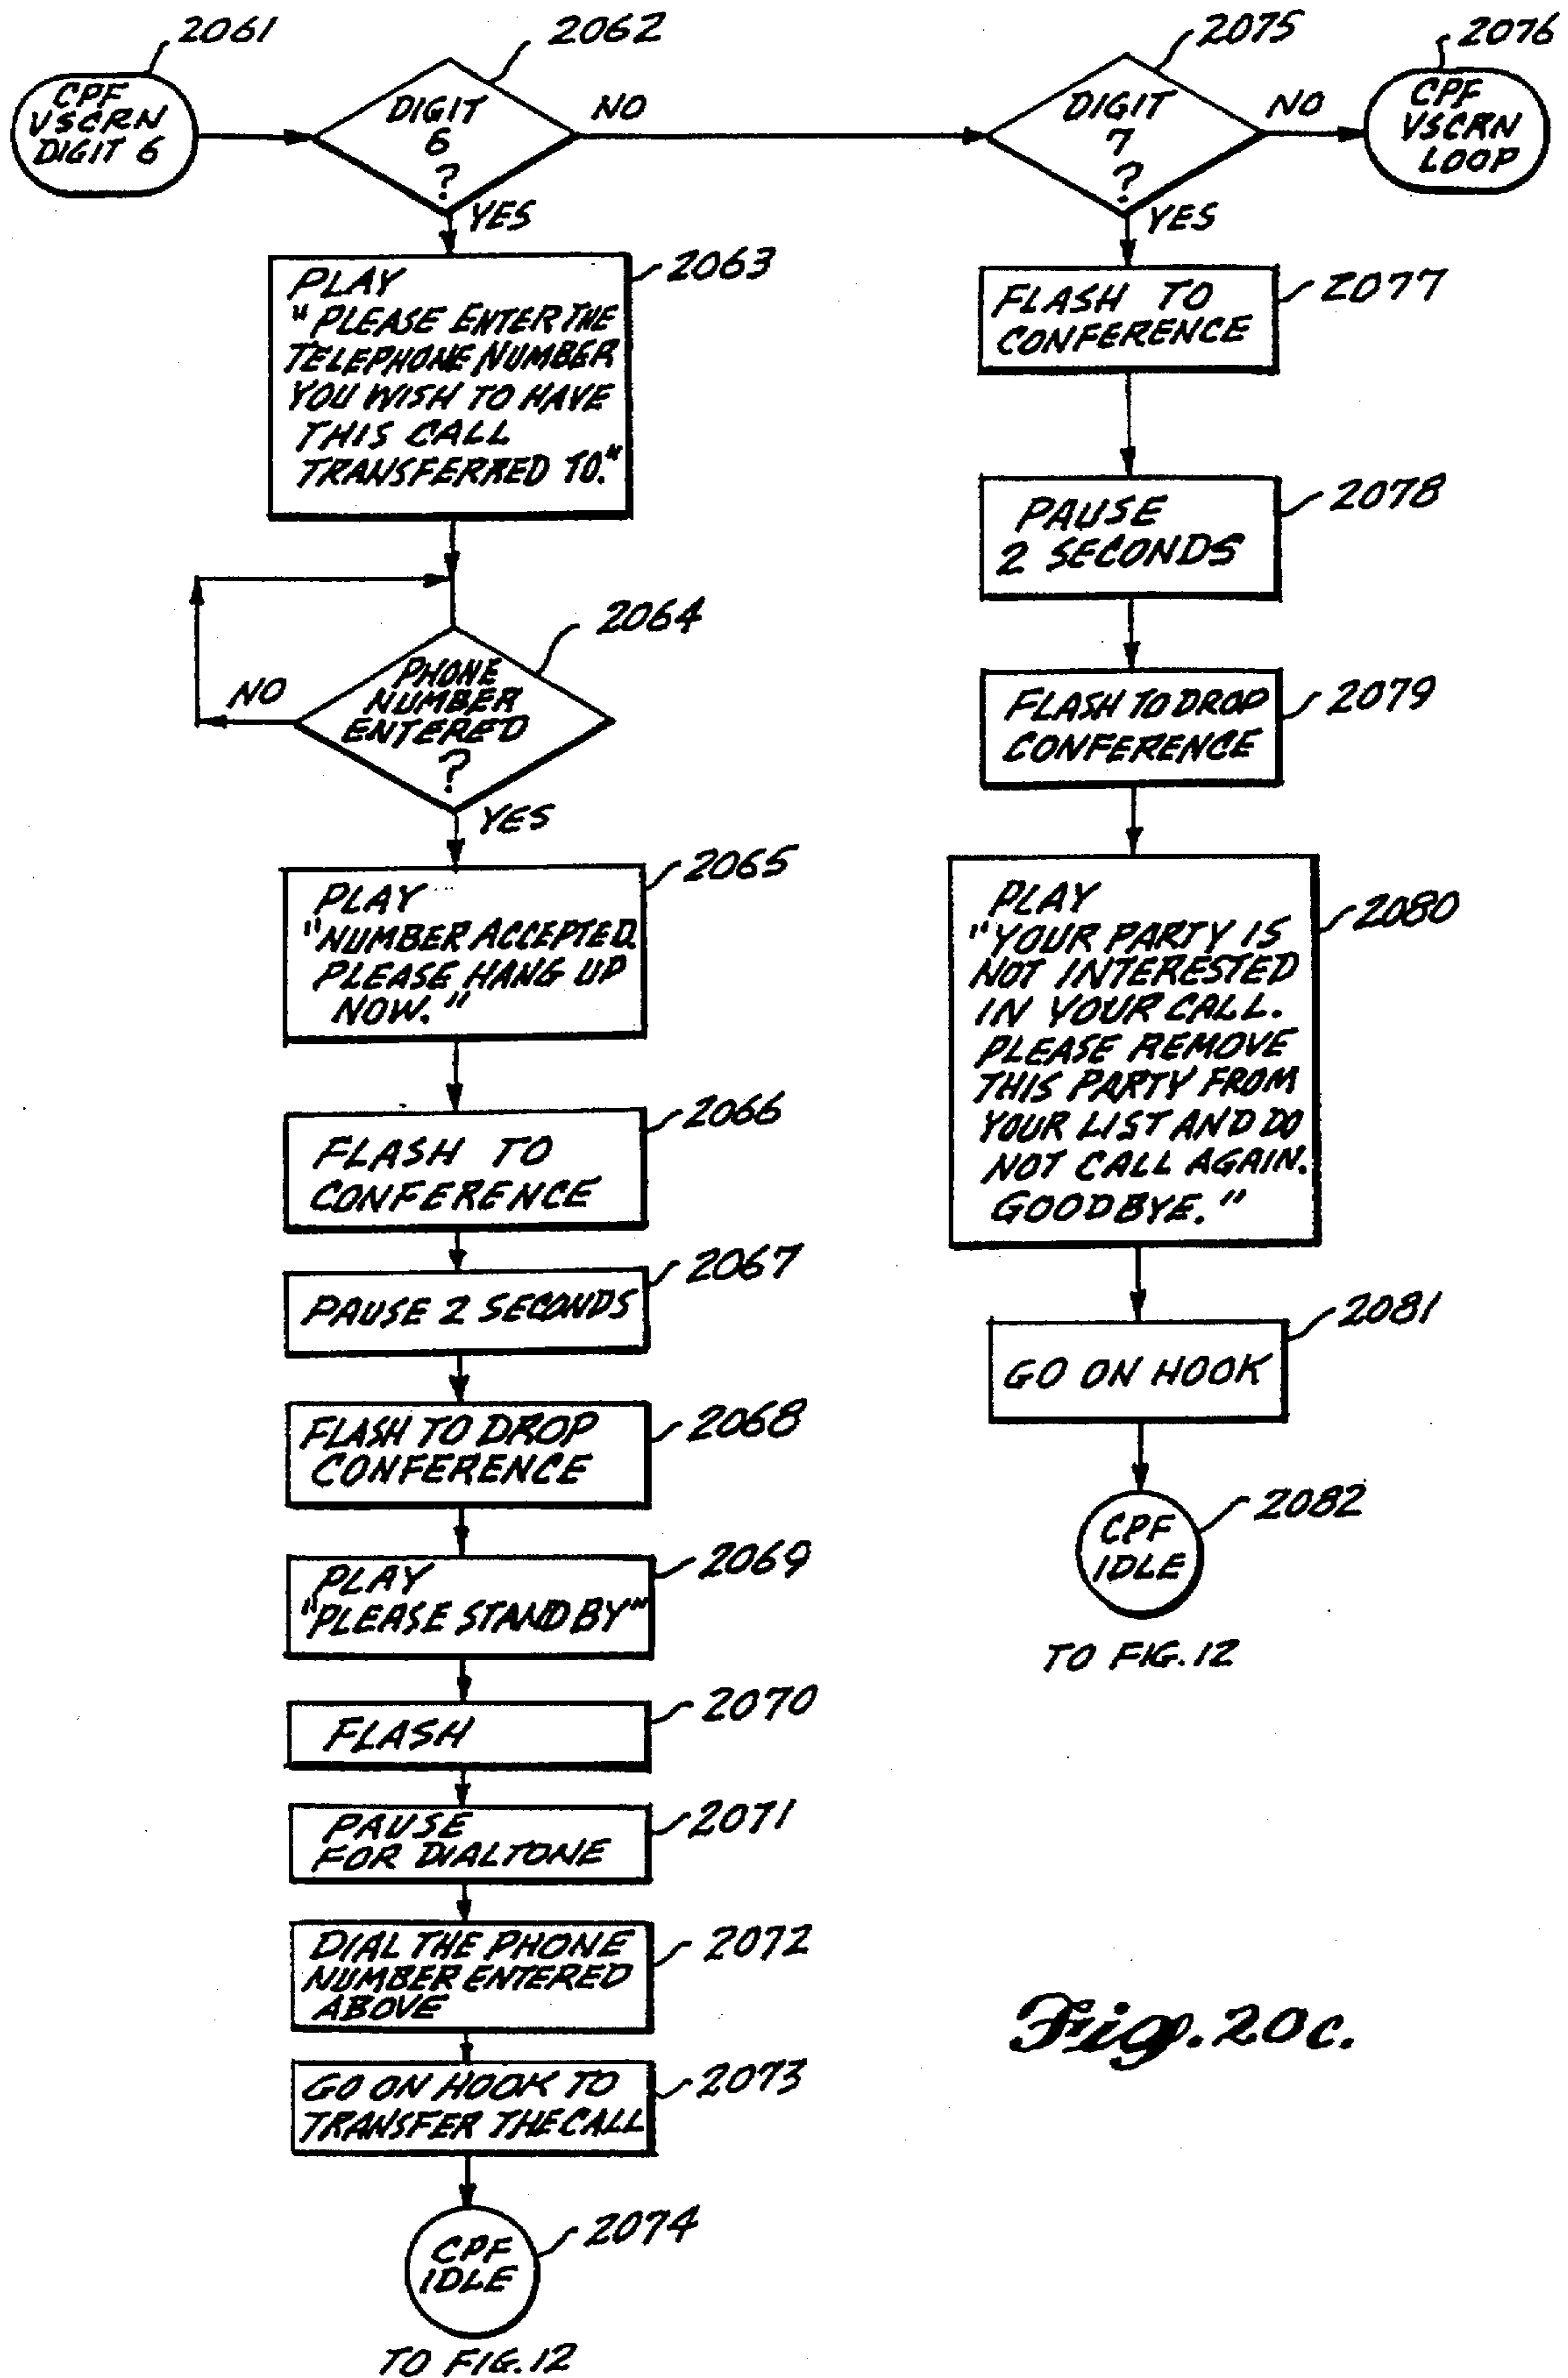 2061
CPF
VSCRN
DIGIT 6
2062
DIGIT
6
?
NO
YES
2075
DIGIT
7
?
NO
YES
2076
CPF
VSCRN
LOOP
2063
PLAY
"PLEASE ENTER THE
TELEPHONE NUMBER
YOU WISH TO HAVE
THIS CALL
TRANSFERRED TO."
2064
PHONE
NUMBER
ENTERED
?
NO
YES
2065
PLAY
"NUMBER ACCEPTED.
PLEASE HANG UP
NOW."
2066
FLASH TO
CONFERENCE
2067
PAUSE 2 SECONDS
2068
FLASH TO DROP
CONFERENCE
2069
PLAY
"PLEASE STAND BY"
2070
FLASH
2071
PAUSE
FOR DIALTONE
2072
DIAL THE PHONE
NUMBER ENTERED
ABOVE
2073
GO ON HOOK TO
TRANSFER THE CALL
2074
CPF
IDLE
TO FIG. 12
2077
FLASH TO
CONFERENCE
2078
PAUSE
2 SECONDS
2079
FLASH TO DROP
CONFERENCE
2080
PLAY
"YOUR PARTY IS
NOT INTERESTED
IN YOUR CALL.
PLEASE REMOVE
THIS PARTY FROM
YOUR LIST AND DO
NOT CALL AGAIN.
GOODBYE."
2081
GO ON HOOK
2082
CPF
IDLE
TO FIG. 12
Fig. 20c.